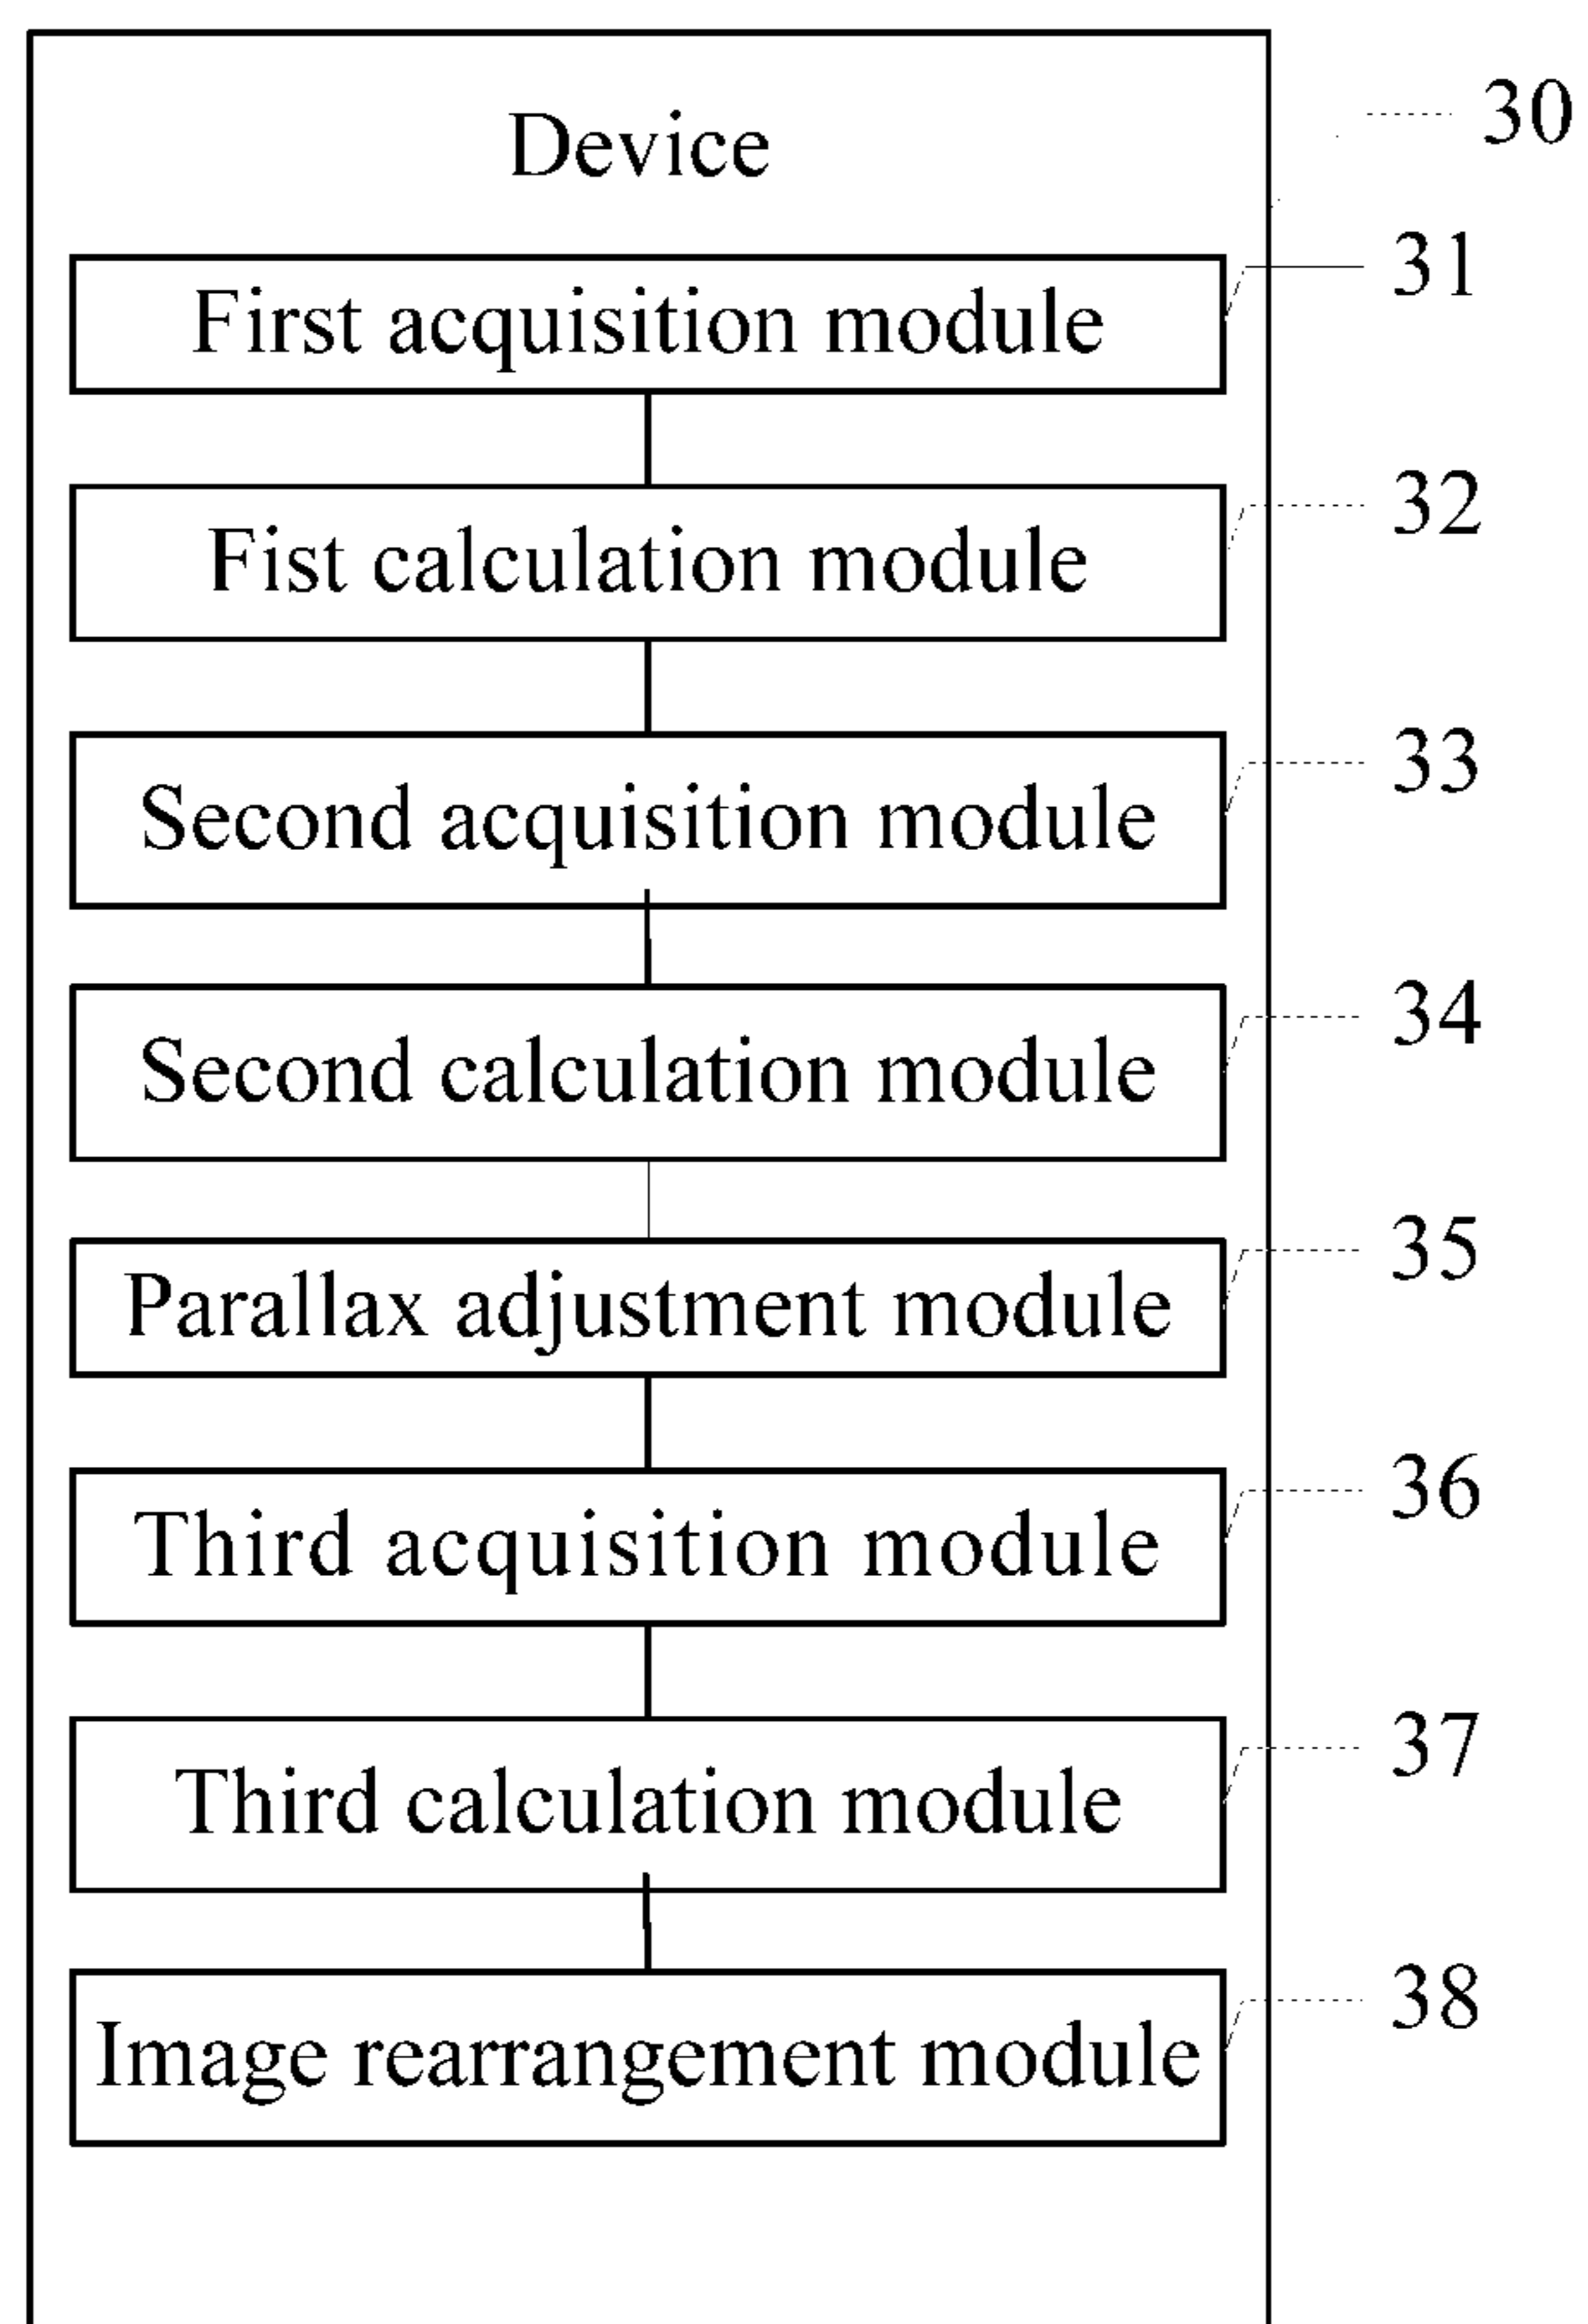 Device
30
First acquisition module
31
Fist calculation module
32
Second acquisition module
33
Second calculation module
34
Parallax adjustment module
35
Third acquisition module
36
Third calculation module
37
Image rearrangement module
38